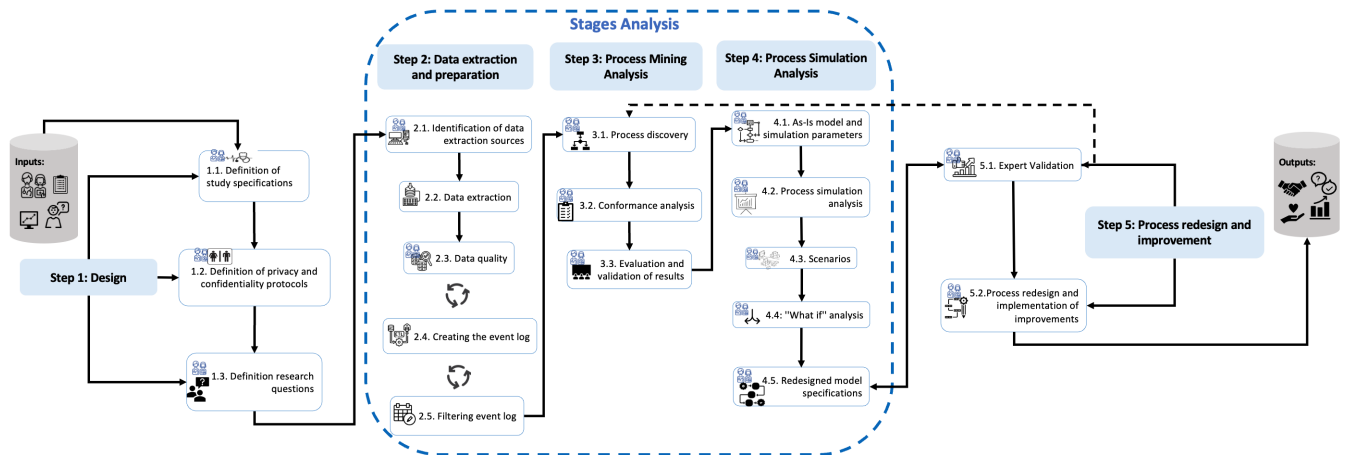 Stages Analysis
Step 2: Data extraction
and preparation
Step 3: Process Mining
Analysis
Step 4: Process Simulation
Analysis
Inputs:
1.1. Definition of
study specifications
Step 1: Design
1.2. Definition of privacy and
confidentiality protocols
1.3. Definition research
questions
2.1. Identification of data
extraction sources
2.2. Data extraction
2.3. Data quality
2.4. Creating the event log
2.5. Filtering event log
3.1. Process discovery
3.2. Conformance analysis
3.3. Evaluation and
validation of results
4.1. As-Is model and
simulation parameters
4.2. Process simulation
analysis
4.3. Scenarios
4.4: "What if" analysis
4.5. Redesigned model
specifications
5.1. Expert Validation
Step 5: Process redesign and
improvement
5.2.Process redesign and
implementation of
improvements
Outputs: